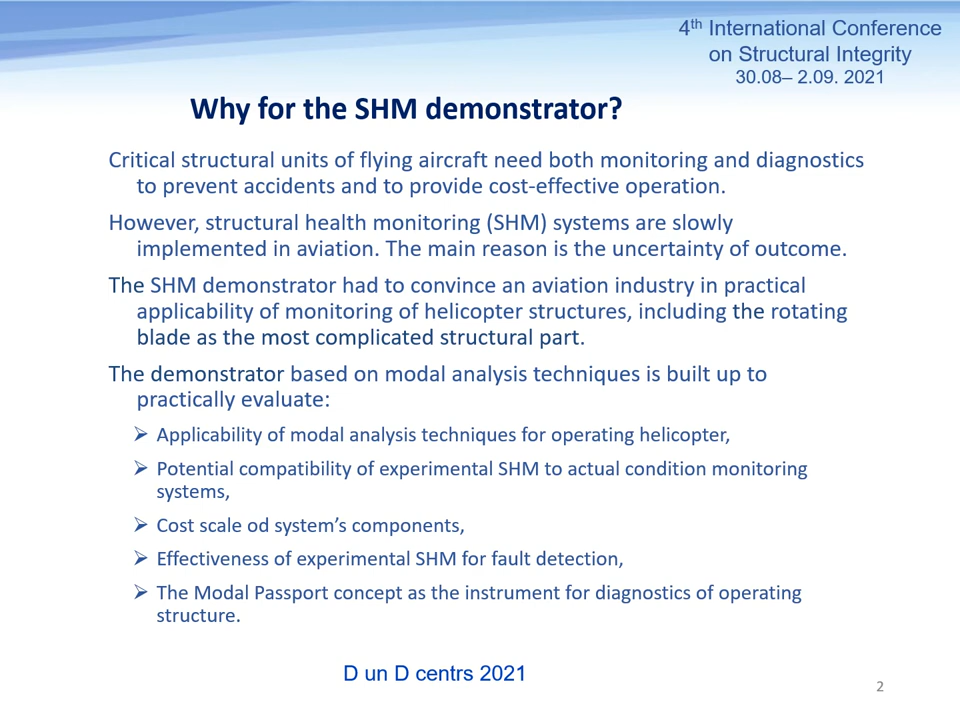 4th International Conference
on Structural Integrity
30.08– 2.09. 2021
Why for the SHM demonstrator?
Critical structural units of flying aircraft need both monitoring and diagnostics
to prevent accidents and to provide cost-effective operation.
However, structural health monitoring (SHM) systems are slowly
implemented in aviation. The main reason is the uncertainty of outcome.
The SHM demonstrator had to convince an aviation industry in practical
applicability of monitoring of helicopter structures, including the rotating
blade as the most complicated structural part.
The demonstrator based on modal analysis techniques is built up to
practically evaluate:
➢ Applicability of modal analysis techniques for operating helicopter,
➢ Potential compatibility of experimental SHM to actual condition monitoring
systems,
➢ Cost scale od system’s components,
➢ Effectiveness of experimental SHM for fault detection,
➢ The Modal Passport concept as the instrument for diagnostics of operating
structure.
D un D centrs 2021
2